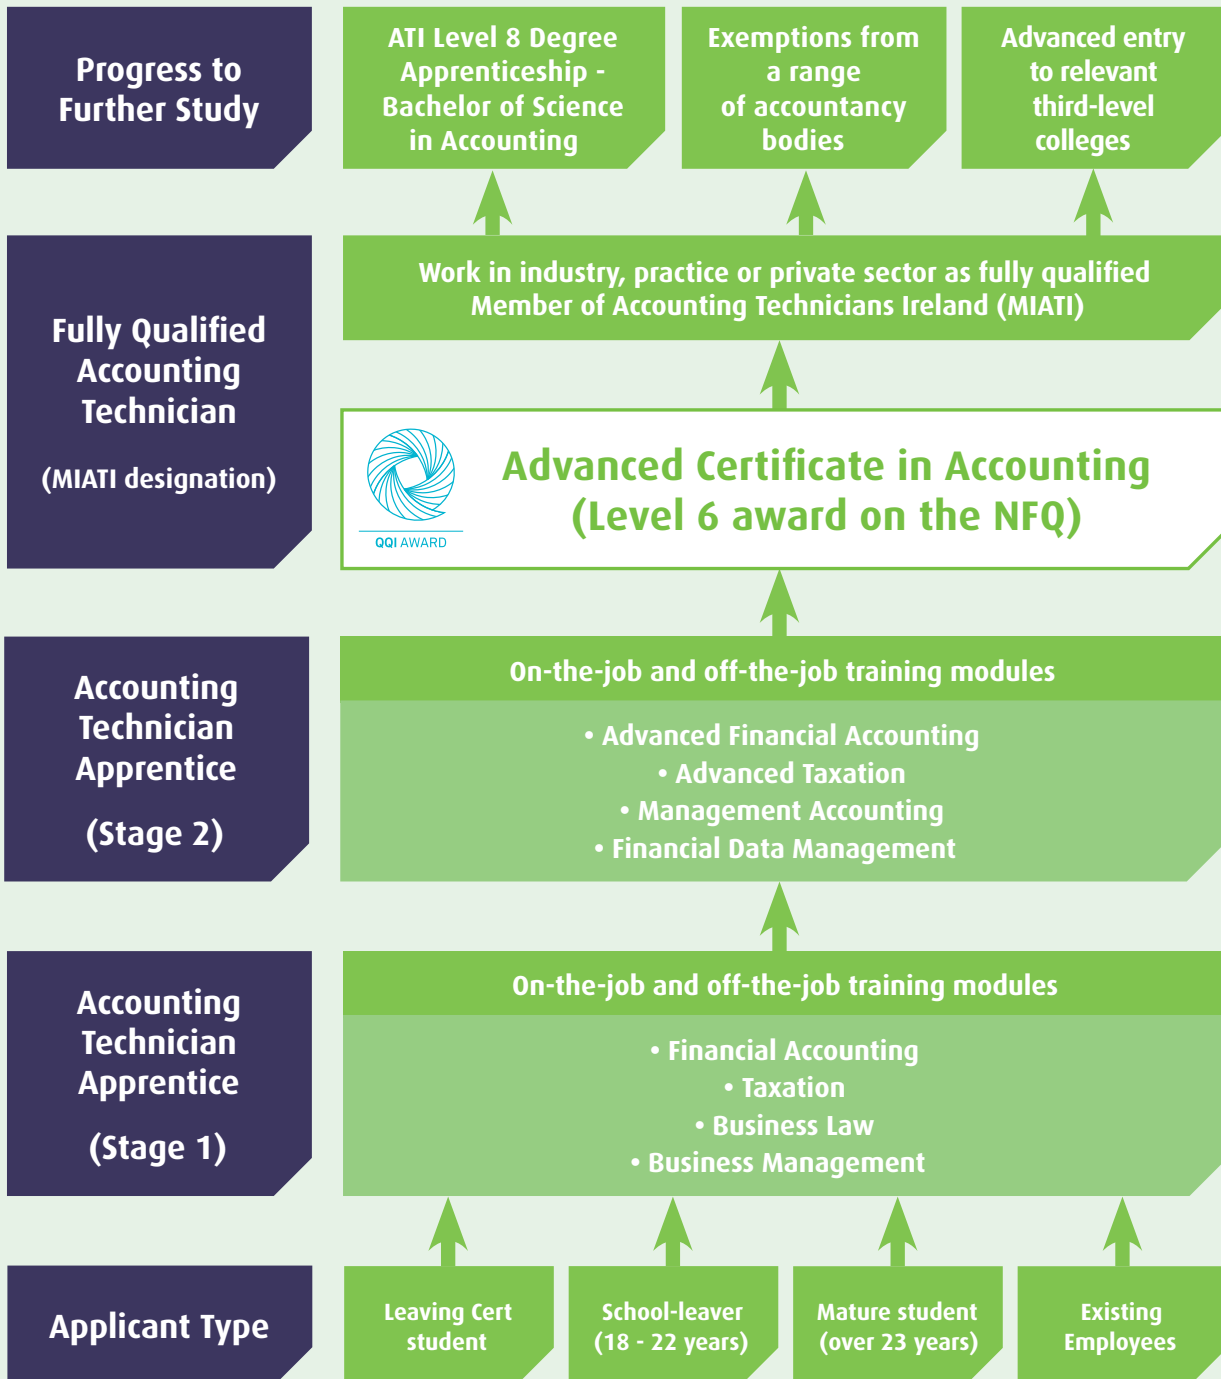 Progress to
Further Study
ATI Level 8 Degree
Apprenticeship -
Bachelor of Science
in Accounting
Exemptions from
a range
of accountancy
bodies
Advanced entry
to relevant
third-level
colleges
Fully Qualified
Accounting
Technician
(MIATI designation)
Work in industry, practice or private sector as fully qualified
Member of Accounting Technicians Ireland (MIATI)
QQI AWARD
Advanced Certificate in Accounting
(Level 6 award on the NFQ)
Accounting
Technician
Apprentice
(Stage 2)
On-the-job and off-the-job training modules
• Advanced Financial Accounting
• Advanced Taxation
• Management Accounting
• Financial Data Management
Accounting
Technician
Apprentice
(Stage 1)
On-the-job and off-the-job training modules
• Financial Accounting
• Taxation
• Business Law
• Business Management
Applicant Type
Leaving Cert
student
School-leaver
(18 - 22 years)
Mature student
(over 23 years)
Existing
Employees